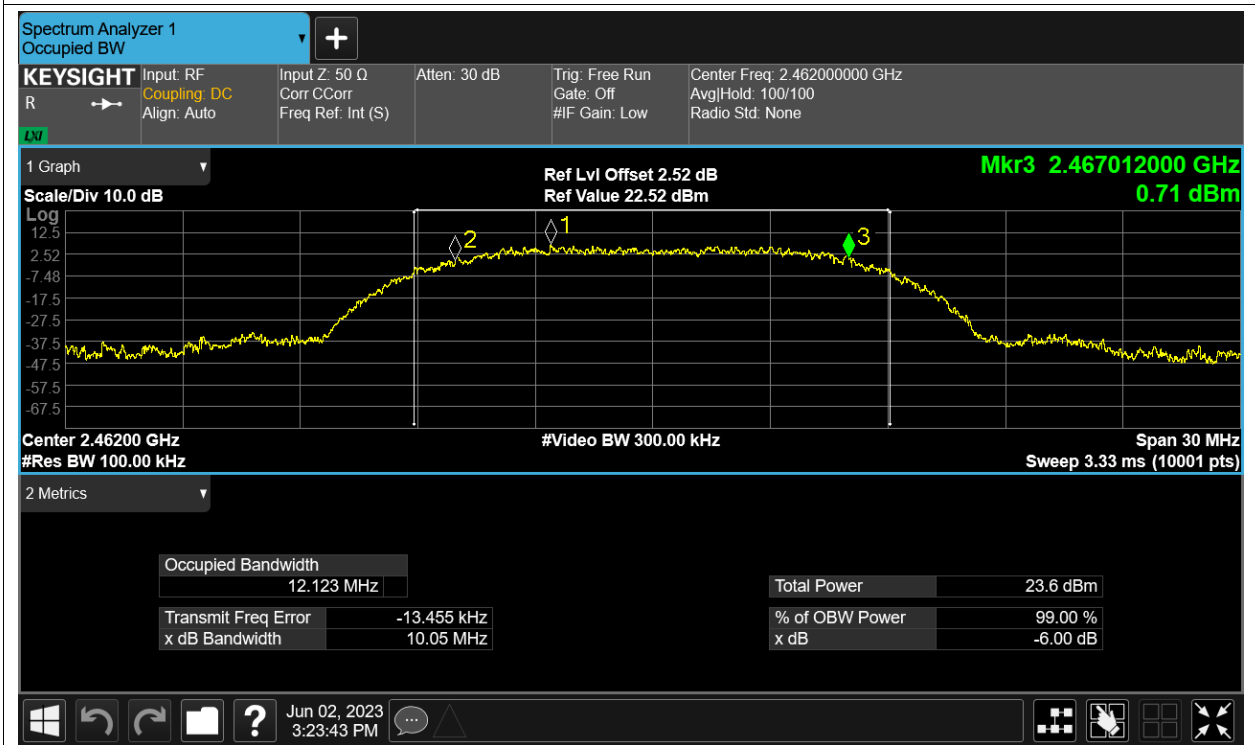 Spectrum Analyzer 1
Occupied BW
KEYSIGHT
R
LXI
Input: RF
Coupling: DC
Align: Auto
Input Z: 50 Ω
Corr CCorr
Freq Ref: Int (S)
Atten: 30 dB
Trig: Free Run
Gate: Off
#IF Gain: Low
Center Freq: 2.462000000 GHz
Avg|Hold: 100/100
Radio Std: None
1 Graph
Scale/Div 10.0 dB
Ref Lvl Offset 2.52 dB
Ref Value 22.52 dBm
Mkr3 2.467012000 GHz
0.71 dBm
Log
12.5
2.52
-7.48
-17.5
-27.5
-37.5
-47.5
-57.5
-67.5
2
1
3
Center 2.46200 GHz
#Res BW 100.00 kHz
#Video BW 300.00 kHz
Span 30 MHz
Sweep 3.33 ms (10001 pts)
2 Metrics
Occupied Bandwidth
12.123 MHz
Transmit Freq Error -13.455 kHz
x dB Bandwidth 10.05 MHz
Total Power 23.6 dBm
% of OBW Power 99.00 %
x dB -6.00 dB
?
Jun 02, 2023
3:23:43 PM